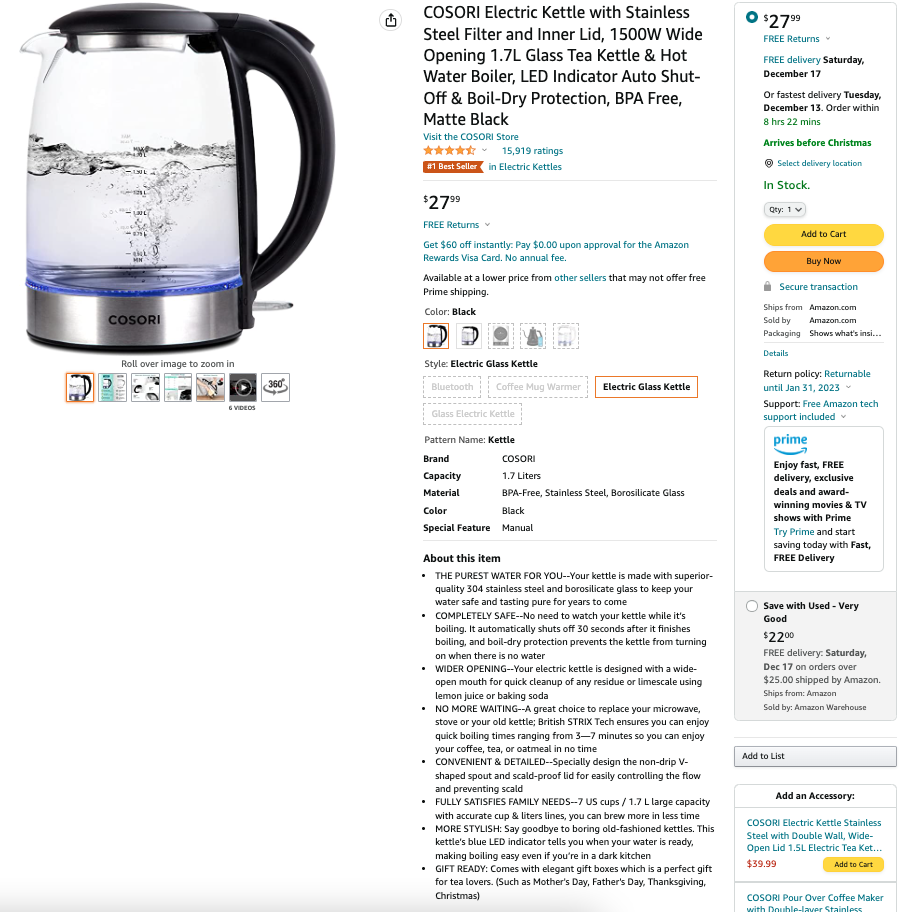 COSORI
MAX
1.70 L
1.50 L
MIN
Roll over image to zoom in
360°
6 VIDEOS
COSORI Electric Kettle with Stainless
Steel Filter and Inner Lid, 1500W Wide
Opening 1.7L Glass Tea Kettle & Hot
Water Boiler, LED Indicator Auto Shut-
Off & Boil-Dry Protection, BPA Free,
Matte Black
Visit the COSORI Store
15,919 ratings
#1 Best Seller in Electric Kettles
$27.99
FREE Returns
Get $60 off instantly: Pay $0.00 upon approval for the Amazon
Rewards Visa Card. No annual fee.
Available at a lower price from other sellers that may not offer free
Prime shipping.
Color: Black
Style: Electric Glass Kettle
Bluetooth
Coffee Mug Warmer
Electric Glass Kettle
Glass Electric Kettle
Pattern Name: Kettle
Brand COSORI
Capacity 1.7 Liters
Material BPA-Free, Stainless Steel, Borosilicate Glass
Color Black
Special Feature Manual
About this item
• THE PUREST WATER FOR YOU--Your kettle is made with superior-
quality 304 stainless steel and borosilicate glass to keep your
water safe and tasting pure for years to come
• COMPLETELY SAFE--No need to watch your kettle while it's
boiling. It automatically shuts off 30 seconds after it finishes
boiling, and boil-dry protection prevents the kettle from turning
on when there is no water
• WIDER OPENING--Your electric kettle is designed with a wide-
open mouth for quick cleanup of any residue or limescale using
lemon juice or baking soda
• NO MORE WAITING--A great choice to replace your microwave,
stove or your old kettle; British STRIX Tech ensures you can enjoy
quick boiling times ranging from 3—7 minutes so you can enjoy
your coffee, tea, or oatmeal in no time
• CONVENIENT & DETAILED--Specially design the non-drip V-
shaped spout and scald-proof lid for easily controlling the flow
and preventing scald
• FULLY SATISFIES FAMILY NEEDS--7 US cups / 1.7 L large capacity
with accurate cup & liters lines, you can brew more in less time
• MORE STYLISH: Say goodbye to boring old-fashioned kettles. This
kettle's blue LED indicator tells you when your water is ready,
making boiling easy even if you're in a dark kitchen
• GIFT READY: Comes with elegant gift boxes which is a perfect gift
for tea lovers. (Such as Mother's Day, Father's Day, Thanksgiving,
Christmas)
$27.99
FREE Returns
FREE delivery Saturday,
December 17
Or fastest delivery Tuesday,
December 13. Order within
8 hrs 22 mins
Arrives before Christmas
Select delivery location
In Stock.
Qty: 1
Add to Cart
Buy Now
Secure transaction
Ships from Amazon.com
Sold by Amazon.com
Packaging Shows what's insi...
Details
Return policy: Returnable
until Jan 31, 2023
Support: Free Amazon tech
support included
prime
Enjoy fast, FREE
delivery, exclusive
deals and award-
winning movies & TV
shows with Prime
Try Prime and start
saving today with Fast,
FREE Delivery
Save with Used - Very
Good
$22.00
FREE delivery: Saturday,
Dec 17 on orders over
$25.00 shipped by Amazon.
Ships from: Amazon
Sold by: Amazon Warehouse
Add to List
Add an Accessory:
COSORI Electric Kettle Stainless
Steel with Double Wall, Wide-
Open Lid 1.5L Electric Tea Ket...
$39.99
Add to Cart
COSORI Pour Over Coffee Maker
with Double-layer Stainless